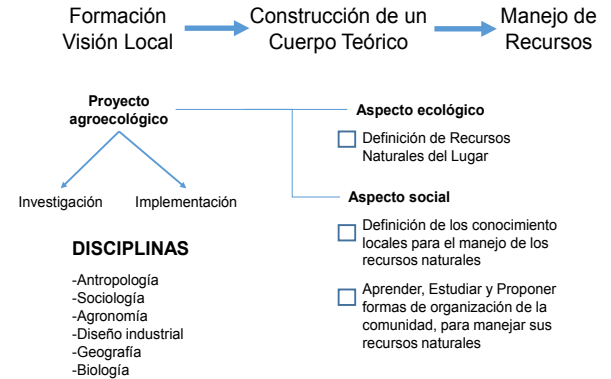 Formación
Visión Local
Construcción de un
Cuerpo Teórico
Manejo de
Recursos
Proyecto
agroecológico
Investigación
Implementación
DISCIPLINAS
-Antropología
-Sociología
-Agronomía
-Diseño industrial
-Geografía
-Biología
Aspecto ecológico
Definición de Recursos
Naturales del Lugar
Aspecto social
Definición de los conocimiento
locales para el manejo de los
recursos naturales
Aprender, Estudiar y Proponer
formas de organización de la
comunidad, para manejar sus
recursos naturales